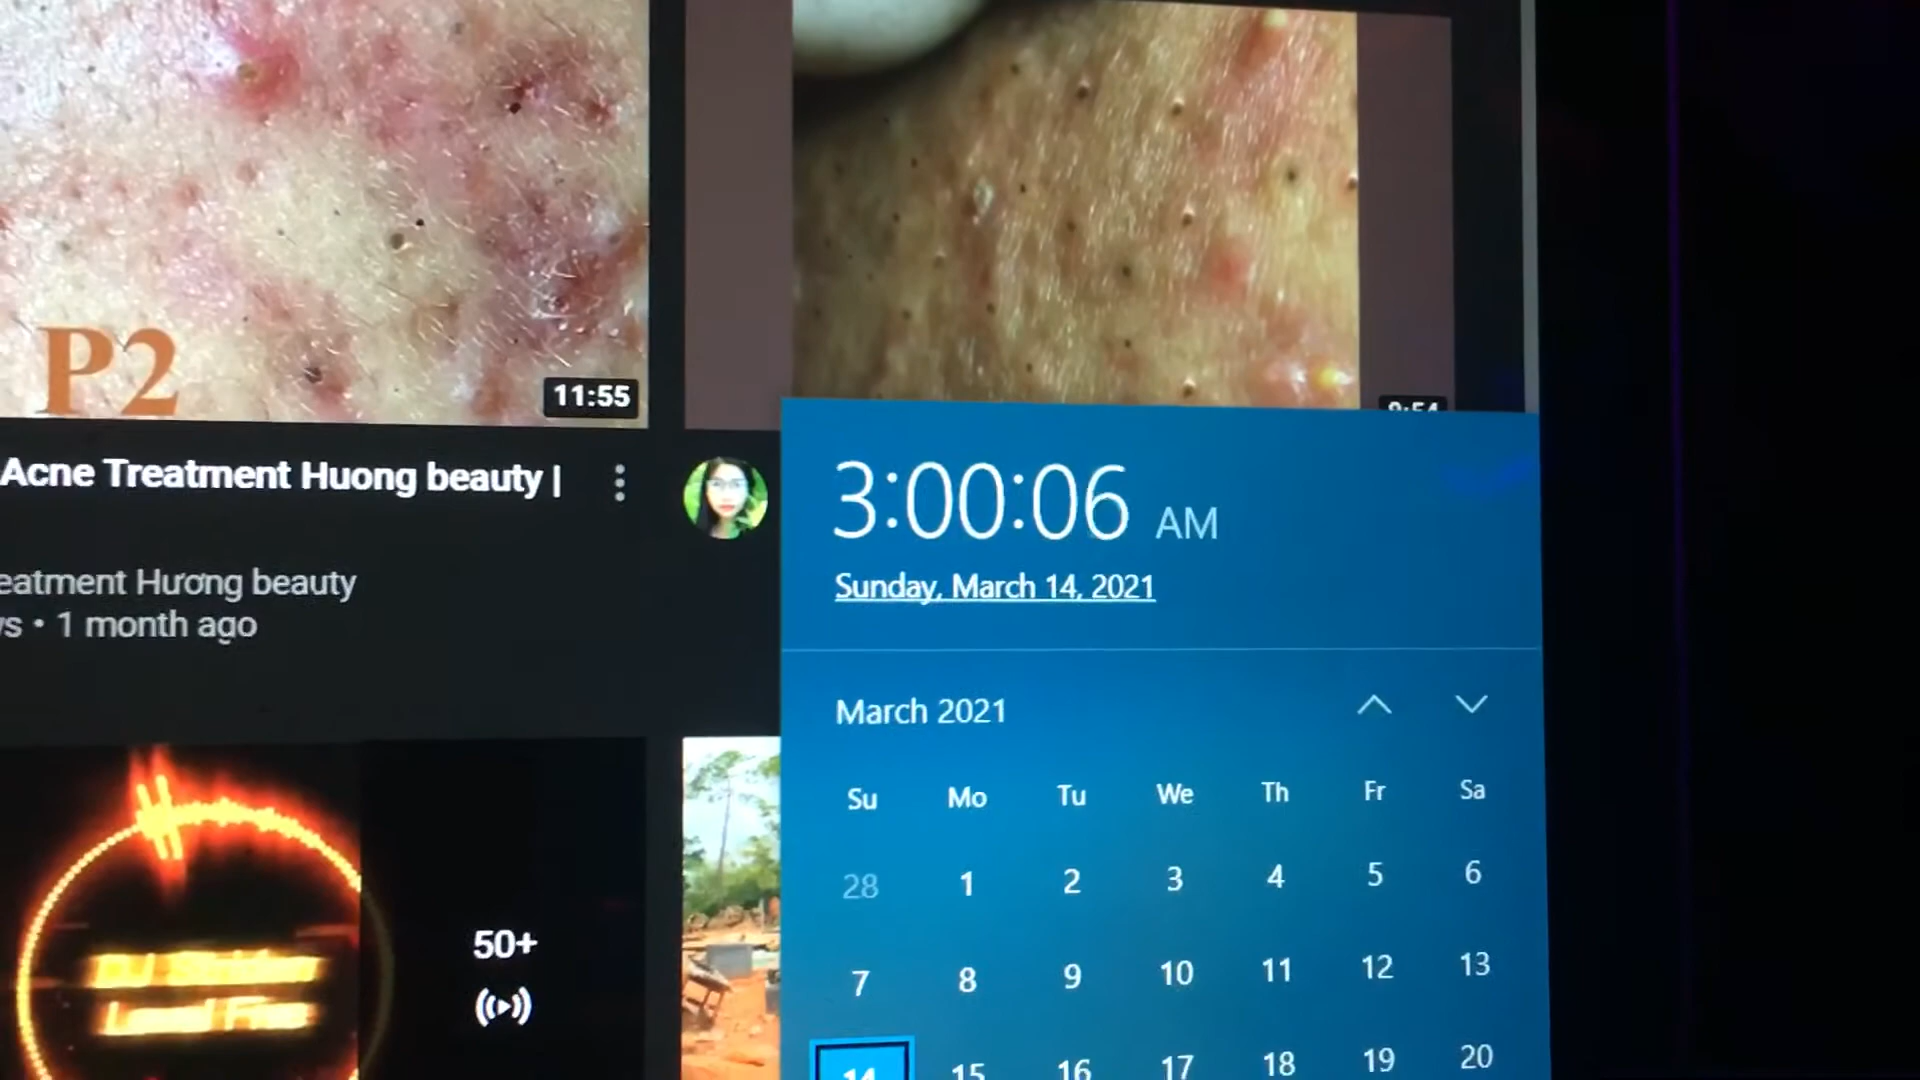 P2
11:55
Acne Treatment Huong beauty |
eatment Hương beauty
ws • 1 month ago
50+
3:00:06 AM
Sunday, March 14, 2021
March 2021
Su Mo Tu We Th Fr Sa
28 1 2 3 4 5 6
7 8 9 10 11 12 13
14 15 16 17 18 19 20